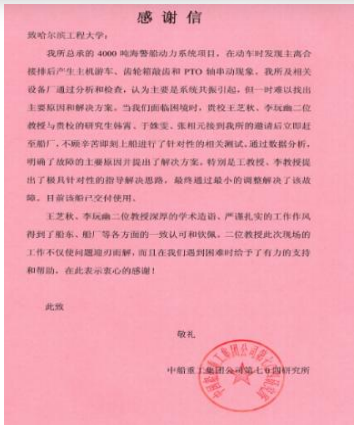 感谢信
致哈尔滨工程大学：
我所总承的 4000 吨海警船动力系统项目，在动车时发现主离合
接排后产生主机游车、齿轮箱敲齿和 PTO 轴串动现象。我所及相关
设备厂通过分析和检查，认为主要是系统共振引起，但一时难以找出
主要原因和解决方案。当我们面临困境时，贵校王芝秋、李玩幽二位
教授与贵校的研究生韩霄、于姝雯、张相元接到我所的邀请后立即赶
至船厂，不顾辛苦即刻上船进行了针对性的相关测试，通过数据分析，
明确了故障的主要原因并提出了解决方案。特别是王教授、李教授提
出了极具针对性的指导解决思路，最终通过最小的调整解决了该故
障。目前该船已交付使用。
王芝秋、李玩幽二位教授深厚的学术造诣、严谨扎实的工作作风
得到了船东、船厂等各方面的一致认可和钦佩。二位教授此次现场的
工作不仅使问题迎刃而解，而且在我们遇到困难时给予了有力的支持
和帮助，在此表示衷心的感谢！
此致
敬礼
中船重工集团公司第七0四研究所